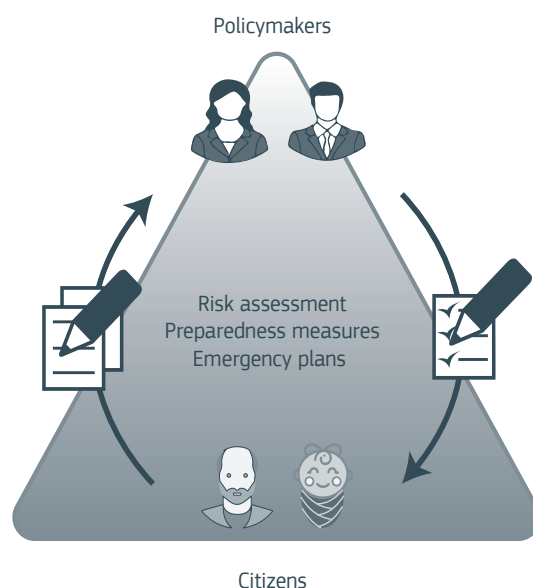 Policymakers
Risk assessment
Preparedness measures
Emergency plans
Citizens